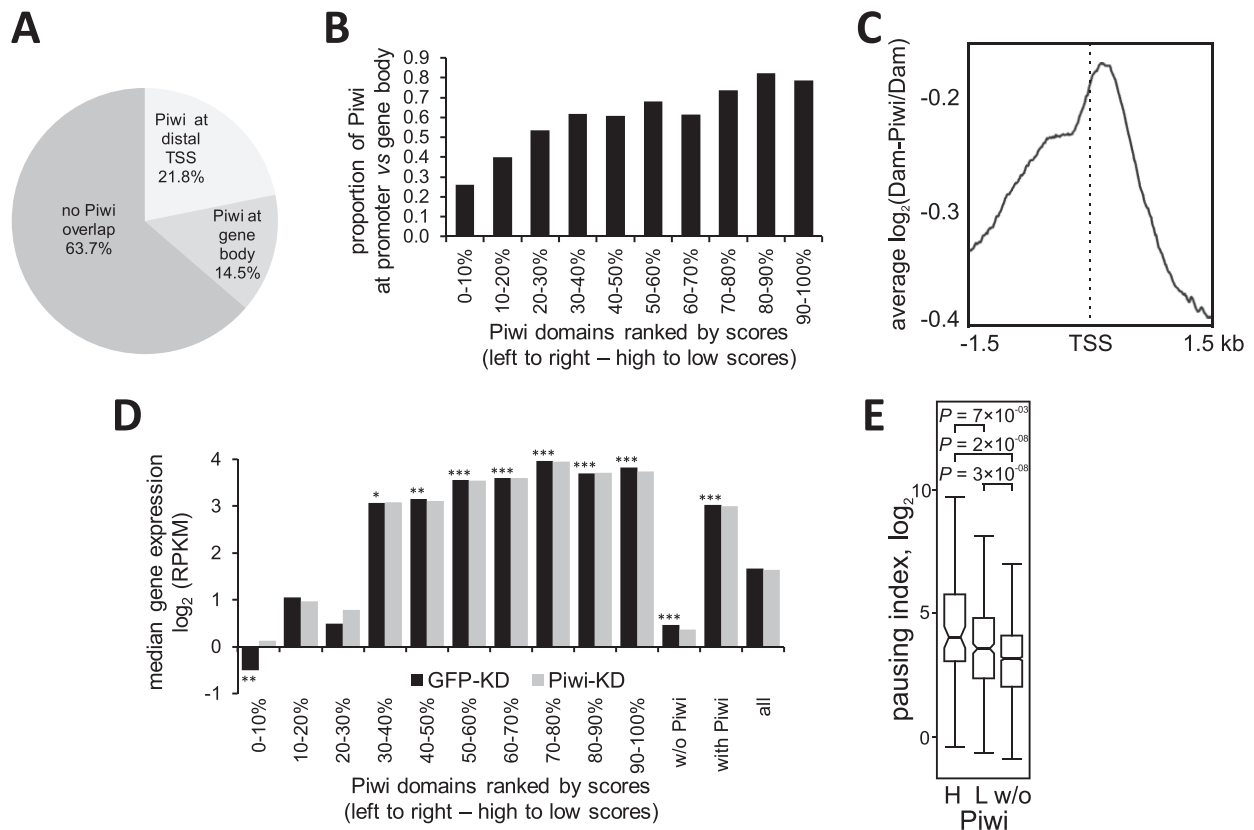 A
Piwi at
distal
TSS
21.8%
no Piwi
overlap
63.7%
Piwi at
gene
body
14.5%
B
proportion of Piwi
at promoter vs gene body
0.9
0.8
0.7
0.6
0.5
0.4
0.3
0.2
0.1
0.0
0-10%
10-20%
20-30%
30-40%
40-50%
50-60%
60-70%
70-80%
80-90%
90-100%
Piwi domains ranked by scores
(left to right – high to low scores)
C
average log2(Dam-Piwi/Dam)
-0.2
-0.3
-0.4
-1.5 TSS 1.5 kb
D
median gene expression
log2 (RPKM)
4
3
2
1
0
-1
** * ** *** *** *** *** *** *** ***
GFP-KD Piwi-KD
0-10%
10-20%
20-30%
30-40%
40-50%
50-60%
60-70%
70-80%
80-90%
90-100%
w/o Piwi
with Piwi
all
Piwi domains ranked by scores
(left to right – high to low scores)
E
P = 7×10-03
P = 2×10-08
P = 3×10-08
pausing index, log2
10
5
0
H L w/o
Piwi